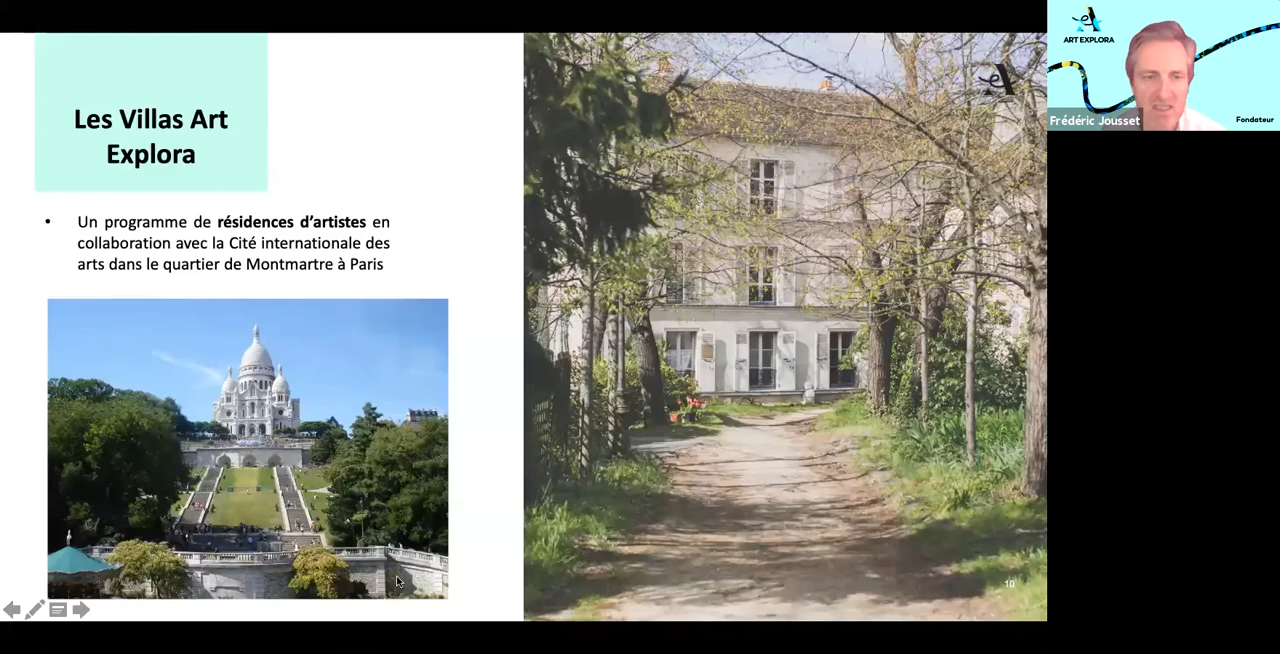 Les Villas Art
Explora
• Un programme de résidences d’artistes en
collaboration avec la Cité internationale des
arts dans le quartier de Montmartre à Paris
10
ART EXPLORA
Frédéric Jousset
Fondateur